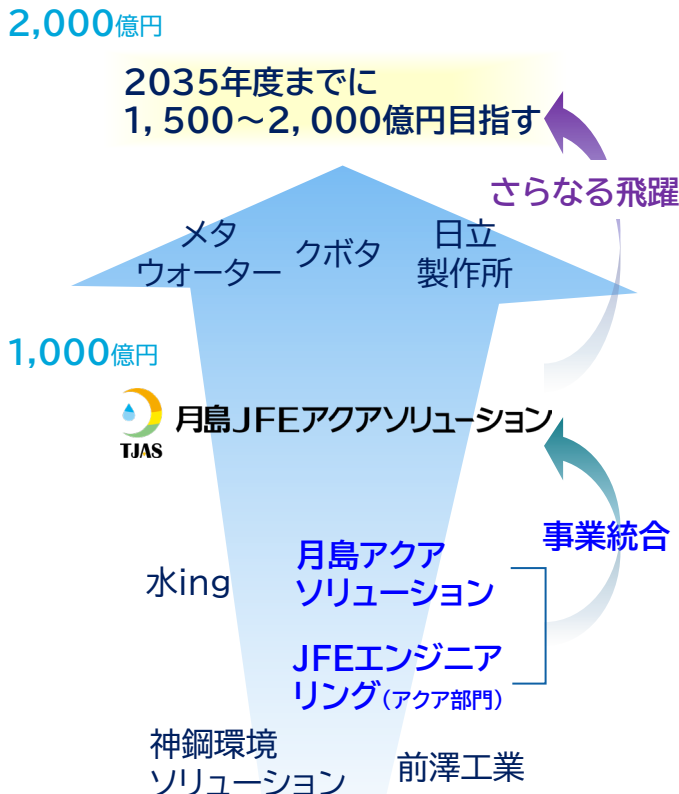 2,000億円
2035年度までに
1,500～2,000億円目指す
さらなる飛躍
メタ
ウォーター
クボタ
日立
製作所
1,000億円
TJAS
月島JFEアクアソリューション
事業統合
月島アクア
ソリューション
水ing
JFEエンジニア
リング(アクア部門)
神鋼環境
ソリューション
前澤工業